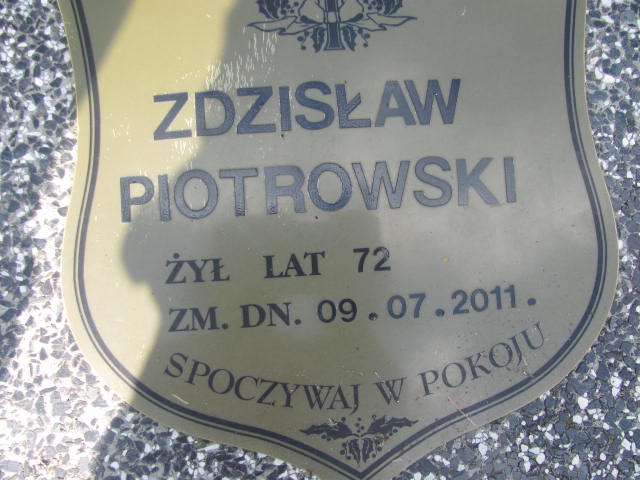 ZDZISŁAW
PIOTROWSKI
ŻYŁ LAT 72
ZM. DN. 09.07.2011.
SPOCZYWAJ W POKOJU